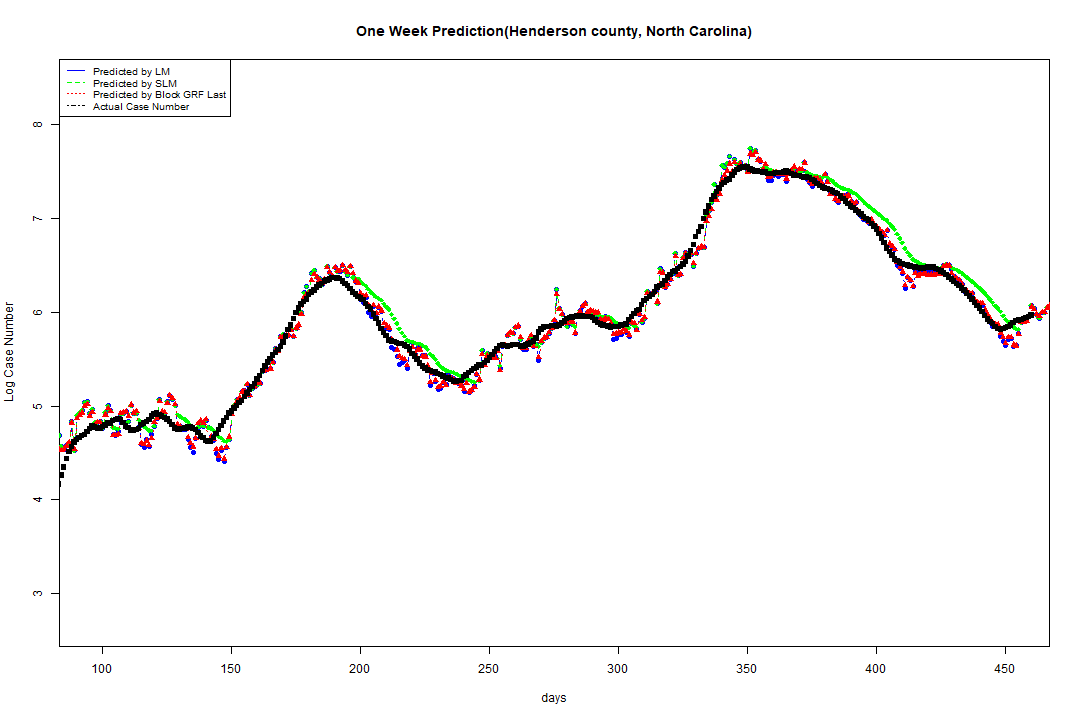 One Week Prediction(Henderson county, North Carolina)
Predicted by LM
Predicted by SLM
Predicted by Block GRF Last
Actual Case Number
8
7
6
5
4
3
Log Case Number
100 150 200 250 300 350 400 450
days